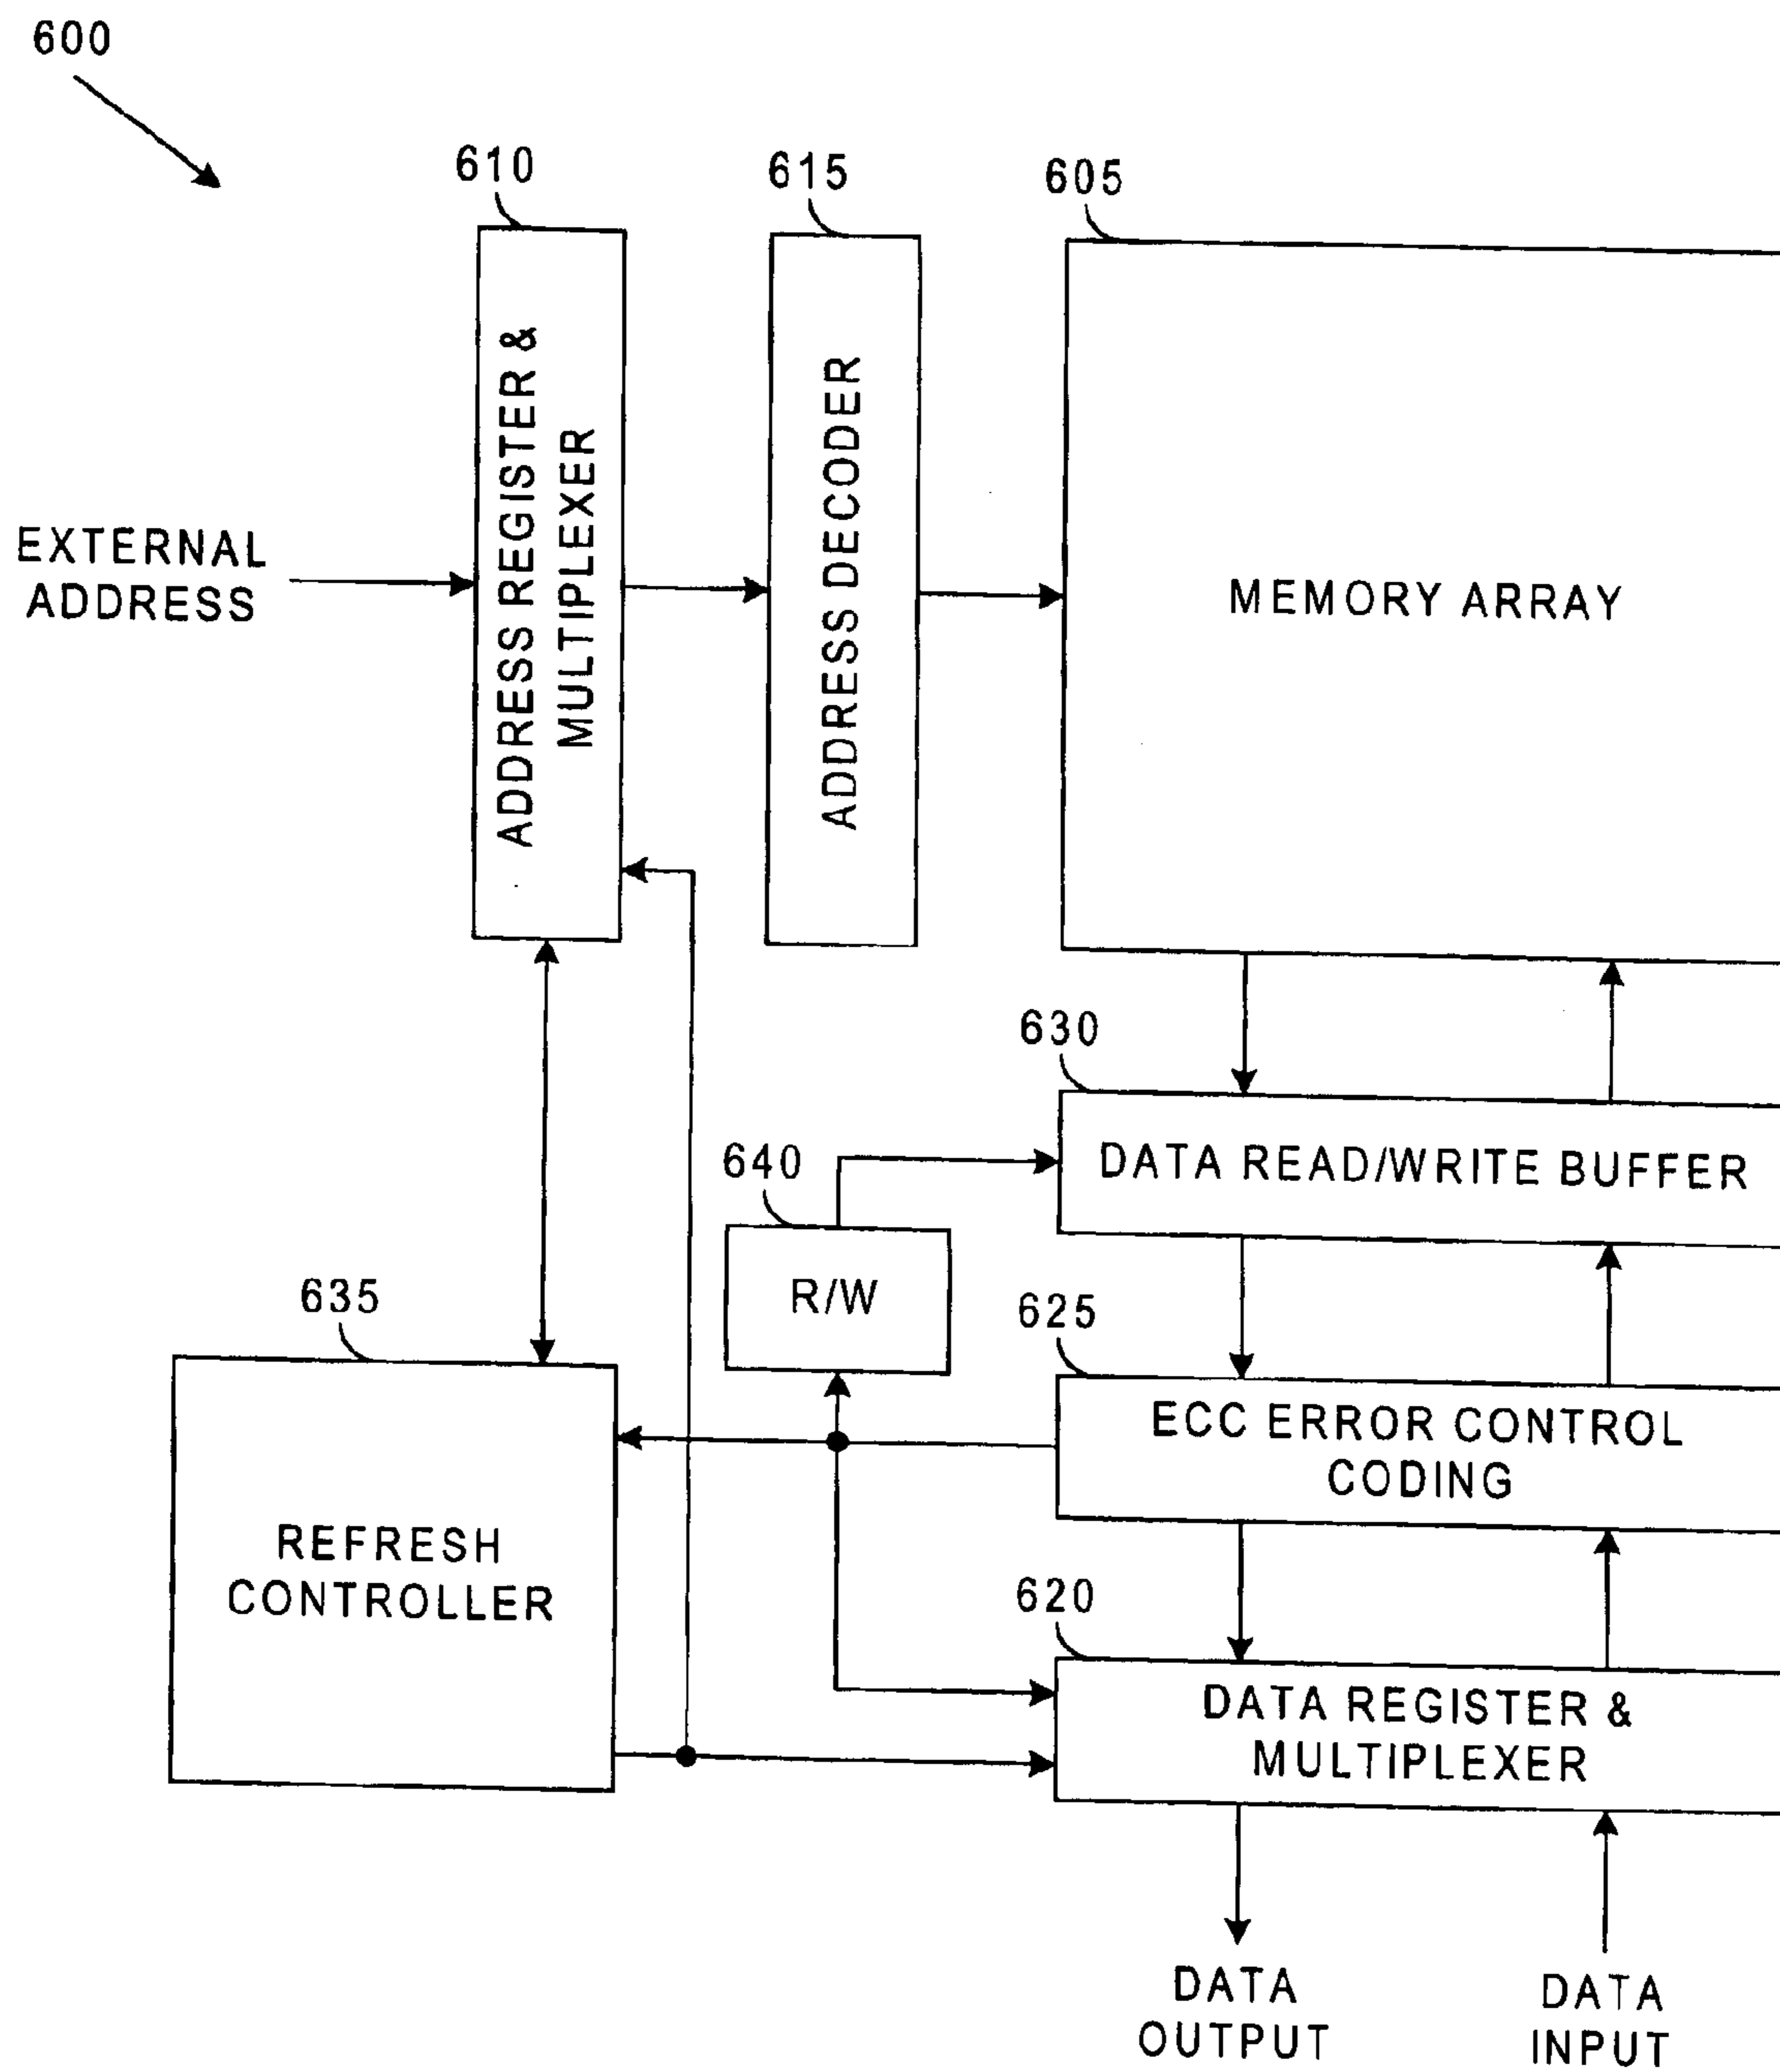 600
610
615
605
ADDRESS REGISTER &
MULTIPLEXER
ADDRESS DECODER
EXTERNAL
ADDRESS
MEMORY ARRAY
630
DATA READ/WRITE BUFFER
640
R/W
635
REFRESH
CONTROLLER
625
ECC ERROR CONTROL
CODING
620
DATA REGISTER &
MULTIPLEXER
DATA
OUTPUT
DATA
INPUT